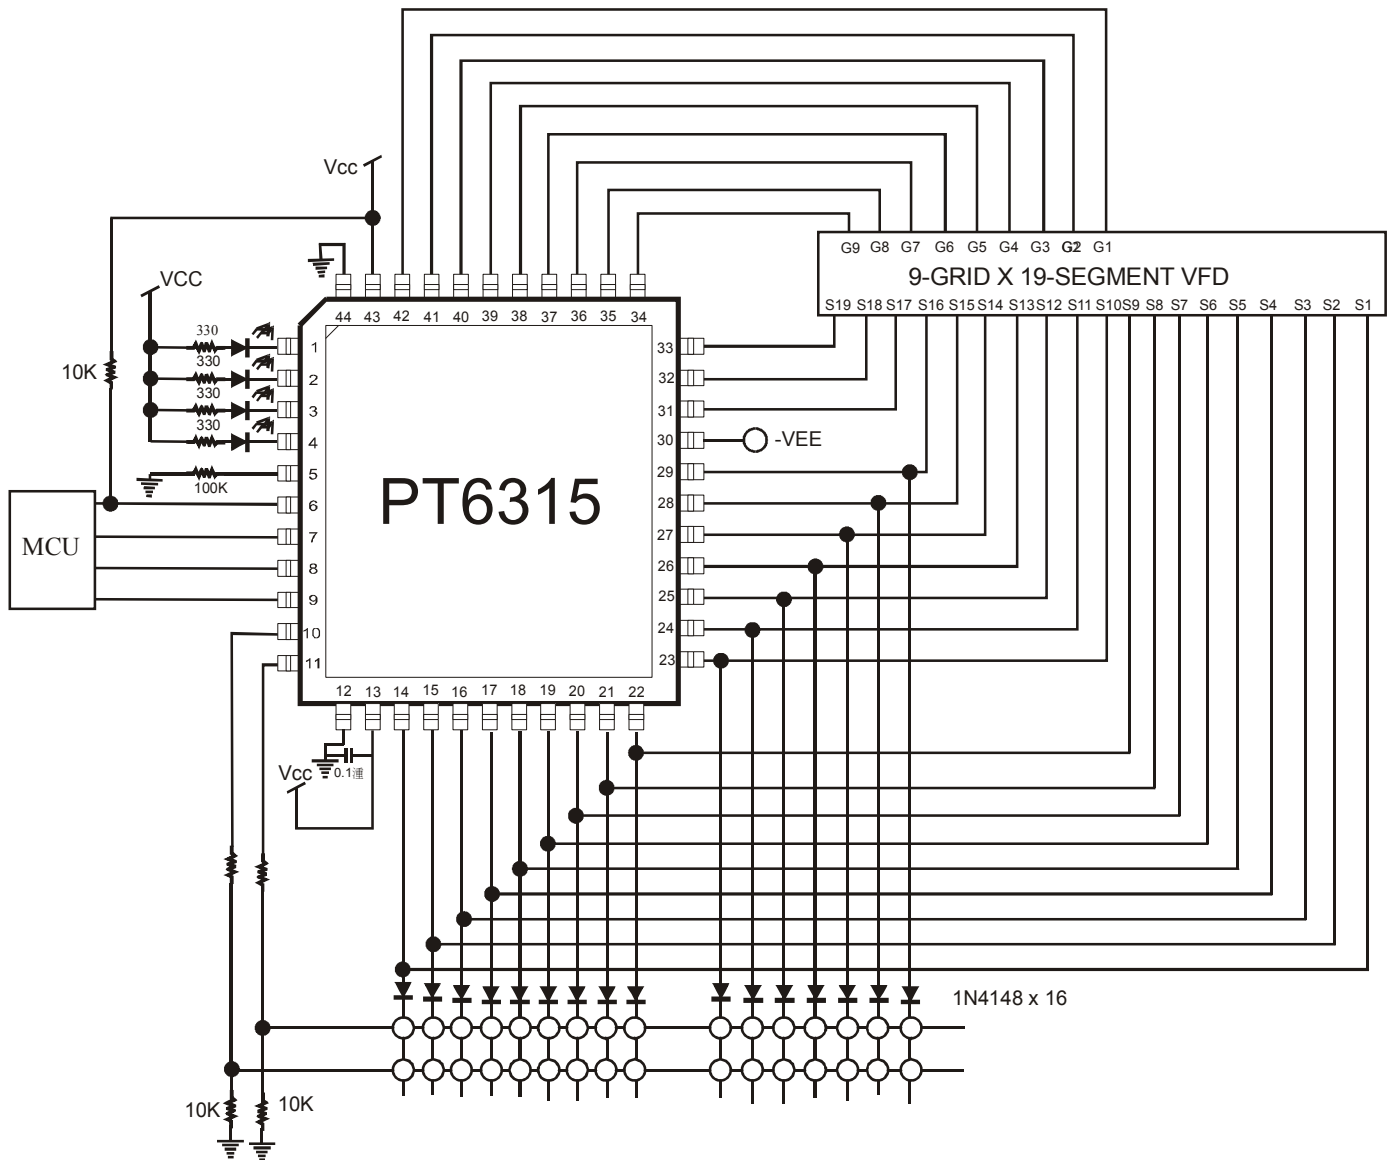 Vcc
G9 G8 G7 G6 G5 G4 G3 G2 G1
9-GRID X 19-SEGMENT VFD
S19 S18 S17 S16 S15 S14 S13 S12 S11 S10 S9 S8 S7 S6 S5 S4 S3 S2 S1
VCC
44 43 42 41 40 39 38 37 36 35 34
330
1
33
10K
330
2
32
330
3
31
330
4
30
-VEE
5
29
100K
6
28
PT6315
MCU
7
27
8
26
9
25
10
24
11
23
12 13 14 15 16 17 18 19 20 21 22
Vcc
0.1湩
1N4148 x 16
10K
10K